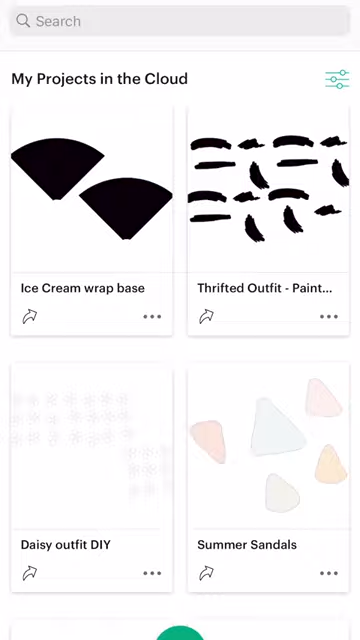 Search
My Projects in the Cloud
Ice Cream wrap base
Thrifted Outfit - Paint...
Daisy outfit DIY
Summer Sandals